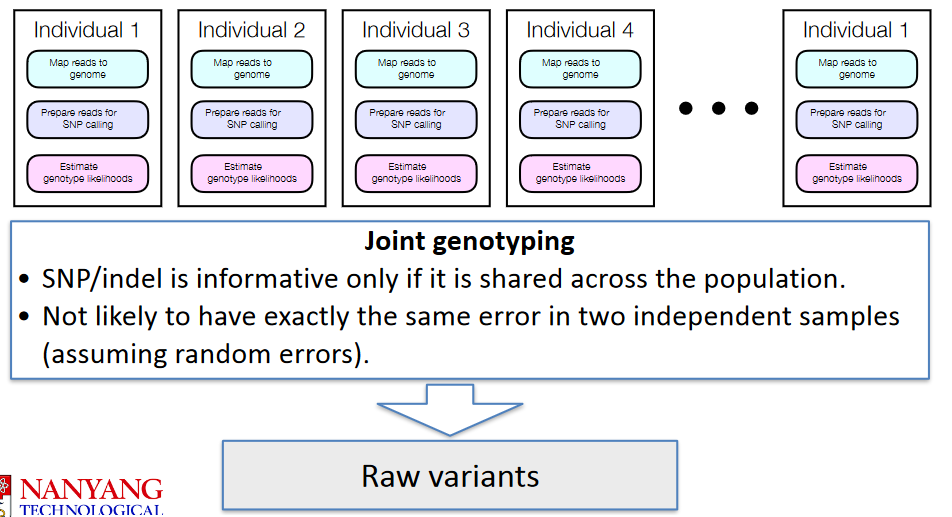 Individual 1
Map reads to
genome
Prepare reads for
SNP calling
Estimate
genotype likelihoods
Individual 2
Map reads to
genome
Prepare reads for
SNP calling
Estimate
genotype likelihoods
Individual 3
Map reads to
genome
Prepare reads for
SNP calling
Estimate
genotype likelihoods
Individual 4
Map reads to
genome
Prepare reads for
SNP calling
Estimate
genotype likelihoods
Individual 1
Map reads to
genome
Prepare reads for
SNP calling
Estimate
genotype likelihoods
Joint genotyping
• SNP/indel is informative only if it is shared across the population.
• Not likely to have exactly the same error in two independent samples
(assuming random errors).
Raw variants
NANYANG
TECHNOLOGICAL